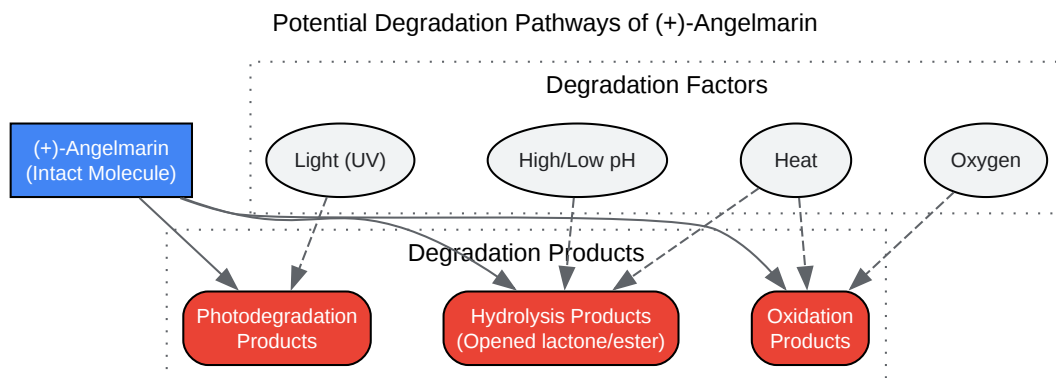 Potential Degradation Pathways of (+)-Angelmarin
Degradation Factors
(+)-Angelmarin
(Intact Molecule)
Light (UV)
High/Low pH
Heat
Oxygen
Degradation Products
Photodegradation
Products
Hydrolysis Products
(Opened lactone/ester)
Oxidation
Products